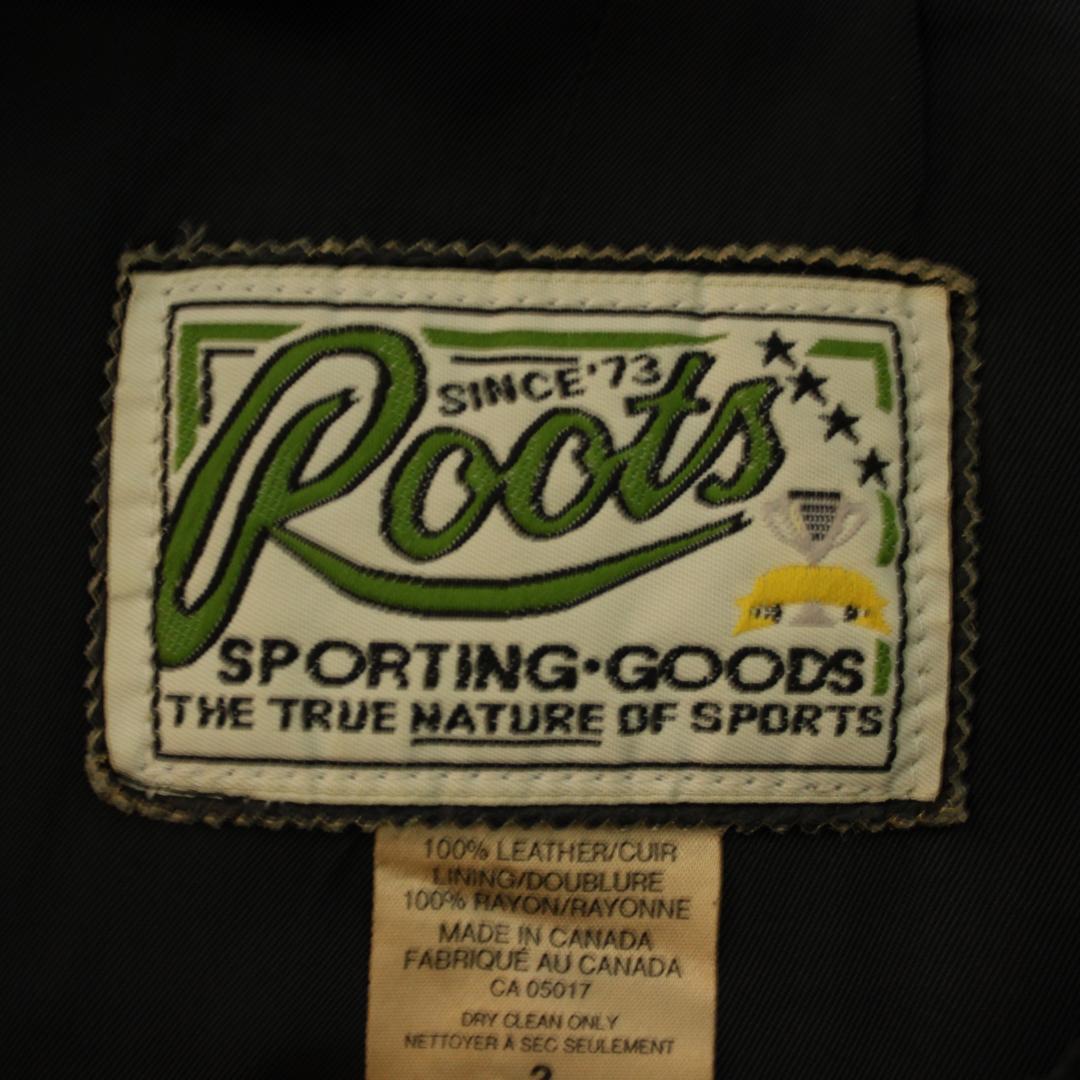 SINCE '73
Roots
SPORTING•GOODS
THE TRUE NATURE OF SPORTS
100% LEATHER/CUIR
LINING/DOUBLURE
100% RAYON/RAYONNE
MADE IN CANADA
FABRIQUÉ AU CANADA
CA 05017
DRY CLEAN ONLY
NETTOYER À SEC SEULEMENT